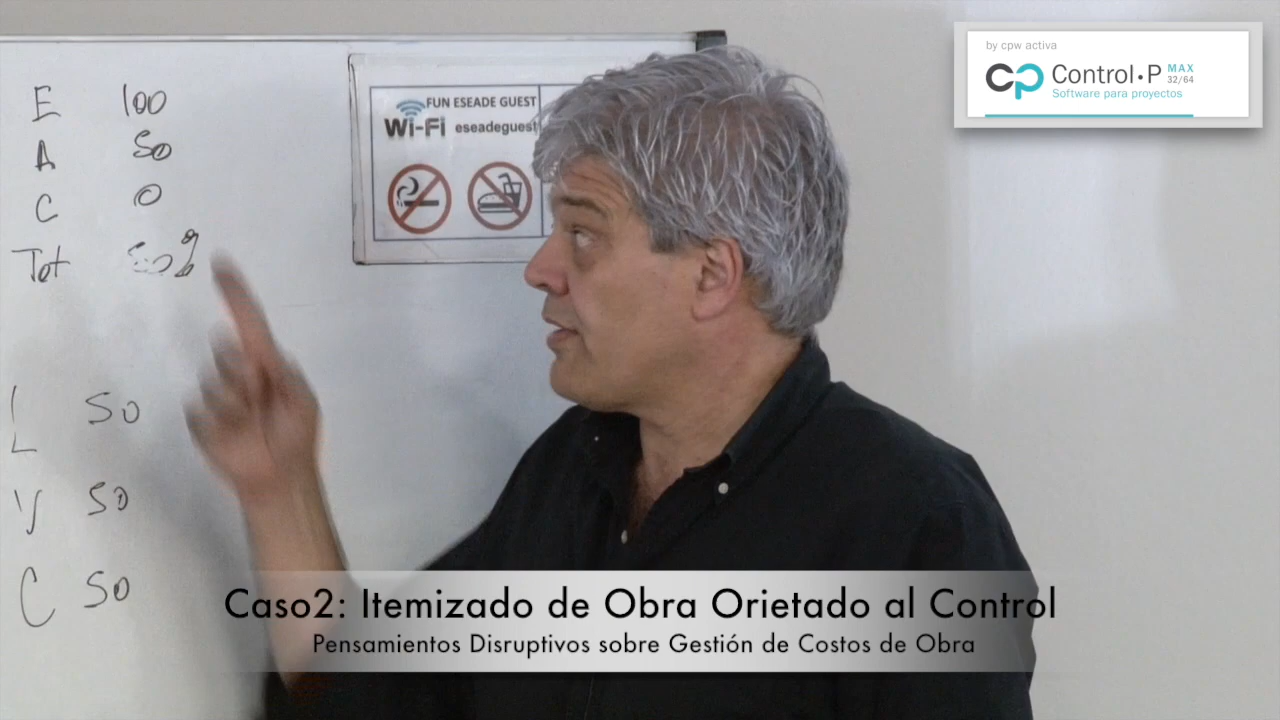 by cpw activa
cp Control·P MAX
32/64
Software para proyectos
FUN ESEADE GUEST
Wi-Fi eseadeguest
E 100
A 50
C 0
Tot 50%
L 50
V 50
C 50
Caso2: Itemizado de Obra Orietado al Control
Pensamientos Disruptivos sobre Gestión de Costos de Obra